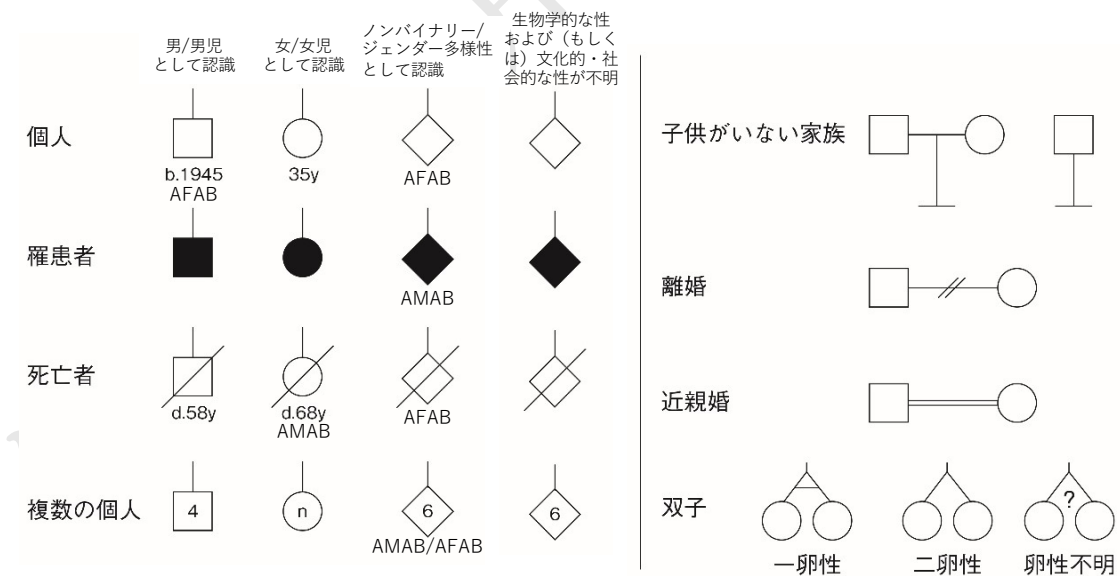 男/男児
として認識
女/女児
として認識
ノンバイナリー/
ジェンダー多様性
として認識
生物学的な性
および（もしく
は）文化的・社
会的な性が不明
個人
b.1945
AFAB
35y
AFAB
罹患者
AMAB
死亡者
d.58y
d.68y
AMAB
AFAB
複数の個人
4
n
6
AMAB/AFAB
6
子供がいない家族
離婚
近親婚
双子
?
一卵性
二卵性
卵性不明